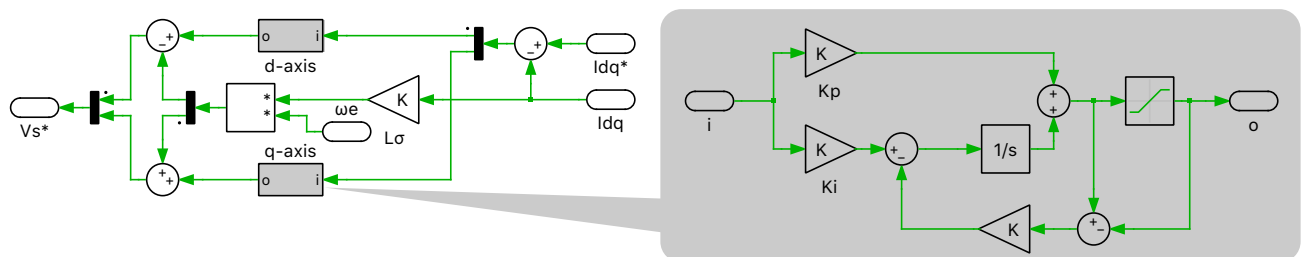 o i
d-axis
Idq*
K
Kp
* 
*
K
ωe
Lσ
Idq
Vs*
i
o
q-axis
o i
K
Ki
1/s
K